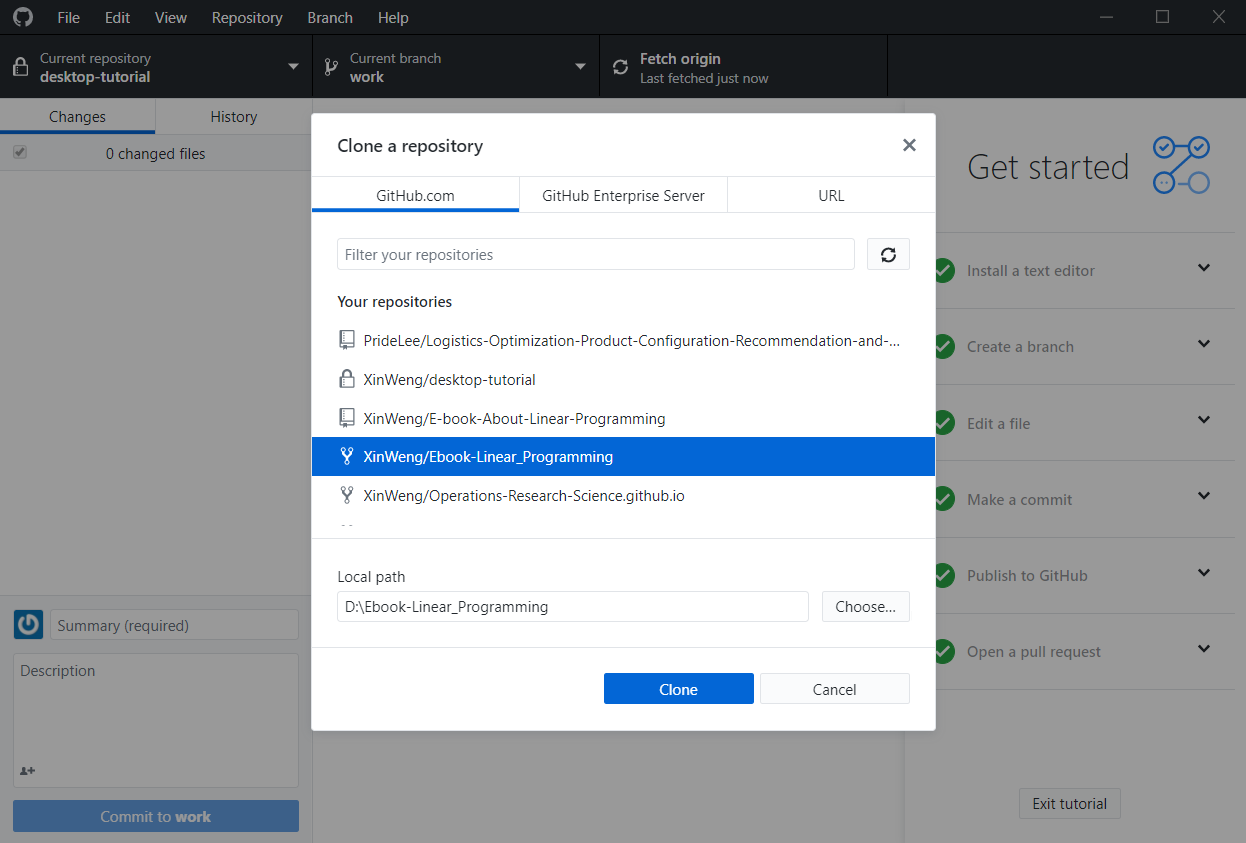 File Edit View Repository Branch Help
Current repository
desktop-tutorial
Current branch
work
Fetch origin
Last fetched just now
Changes History
0 changed files
Summary (required)
Description
Commit to work
Clone a repository
GitHub.com GitHub Enterprise Server URL
Filter your repositories
Your repositories
PrideLee/Logistics-Optimization-Product-Configuration-Recommendation-and-...
XinWeng/desktop-tutorial
XinWeng/E-book-About-Linear-Programming
XinWeng/Ebook-Linear_Programming
XinWeng/Operations-Research-Science.github.io
Local path
D:\Ebook-Linear_Programming
Choose...
Clone Cancel
Get started
Install a text editor
Create a branch
Edit a file
Make a commit
Publish to GitHub
Open a pull request
Exit tutorial